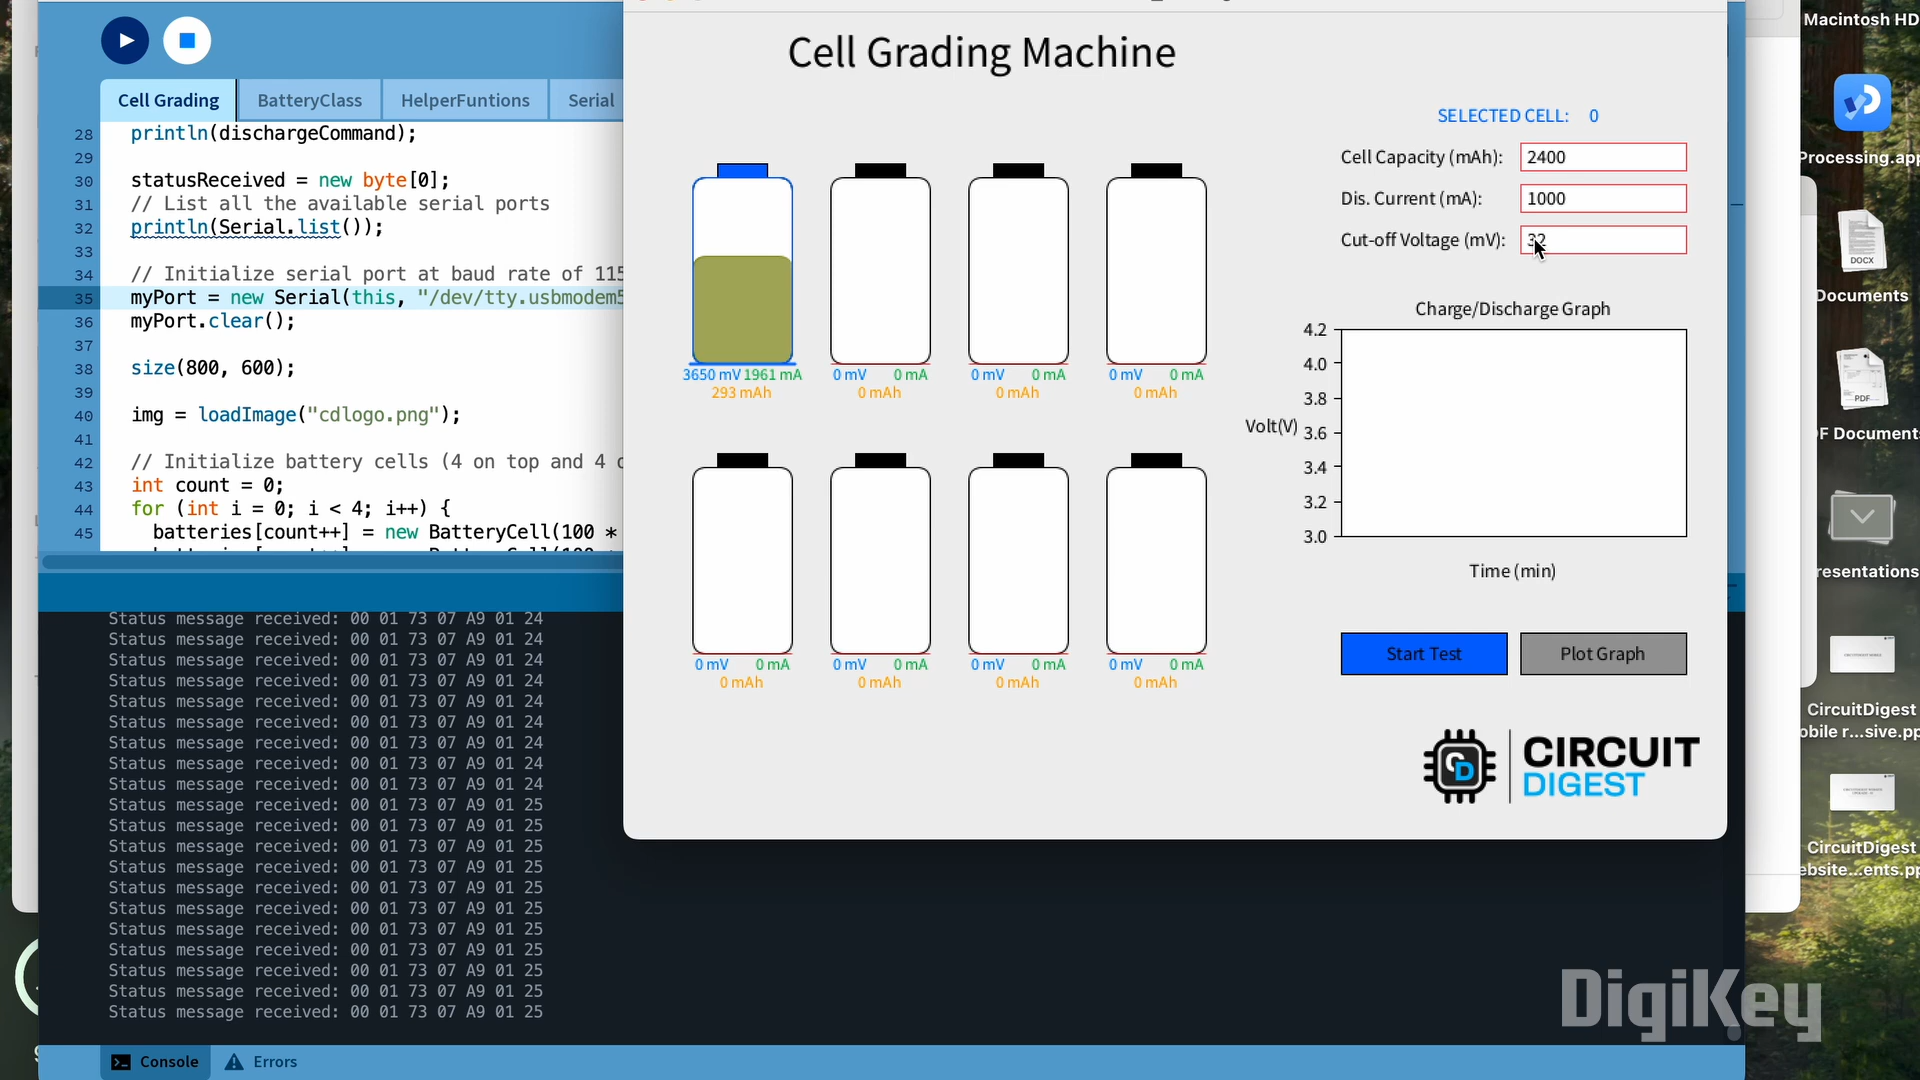 Cell Grading
BatteryClass
HelperFuntions
Serial
28 println(dischargeCommand);
29
30 statusReceived = new byte[0];
31 // List all the available serial ports
32 println(Serial.list());
33
34 // Initialize serial port at baud rate of 115
35 myPort = new Serial(this, "/dev/tty.usbmodem5
36 myPort.clear();
37
38 size(800, 600);
39
40 img = loadImage("cdlogo.png");
41
42 // Initialize battery cells (4 on top and 4
43 int count = 0;
44 for (int i = 0; i < 4; i++) {
45 batteries[count++] = new BatteryCell(100 *
Status message received: 00 01 73 07 A9 01 24
Status message received: 00 01 73 07 A9 01 24
Status message received: 00 01 73 07 A9 01 24
Status message received: 00 01 73 07 A9 01 24
Status message received: 00 01 73 07 A9 01 24
Status message received: 00 01 73 07 A9 01 24
Status message received: 00 01 73 07 A9 01 24
Status message received: 00 01 73 07 A9 01 24
Status message received: 00 01 73 07 A9 01 24
Status message received: 00 01 73 07 A9 01 25
Status message received: 00 01 73 07 A9 01 25
Status message received: 00 01 73 07 A9 01 25
Status message received: 00 01 73 07 A9 01 25
Status message received: 00 01 73 07 A9 01 25
Status message received: 00 01 73 07 A9 01 25
Status message received: 00 01 73 07 A9 01 25
Status message received: 00 01 73 07 A9 01 25
Status message received: 00 01 73 07 A9 01 25
Status message received: 00 01 73 07 A9 01 25
Status message received: 00 01 73 07 A9 01 25
Console
Errors
Cell Grading Machine
SELECTED CELL: 0
Cell Capacity (mAh): 2400
Dis. Current (mA): 1000
Cut-off Voltage (mV): 32
3650 mV 1961 mA
293 mAh
0 mV 0 mA
0 mAh
0 mV 0 mA
0 mAh
0 mV 0 mA
0 mAh
0 mV 0 mA
0 mAh
0 mV 0 mA
0 mAh
0 mV 0 mA
0 mAh
0 mV 0 mA
0 mAh
Charge/Discharge Graph
4.2
4.0
3.8
Volt(V) 3.6
3.4
3.2
3.0
Time (min)
Start Test
Plot Graph
CD
CIRCUIT
DIGEST
Macintosh HD
Processing.app
DOCX
Documents
PDF
F Documents
resentations
CircuitDigest
obile r...sive.pp
CircuitDigest
ebsite...ents.pp
DigiKey